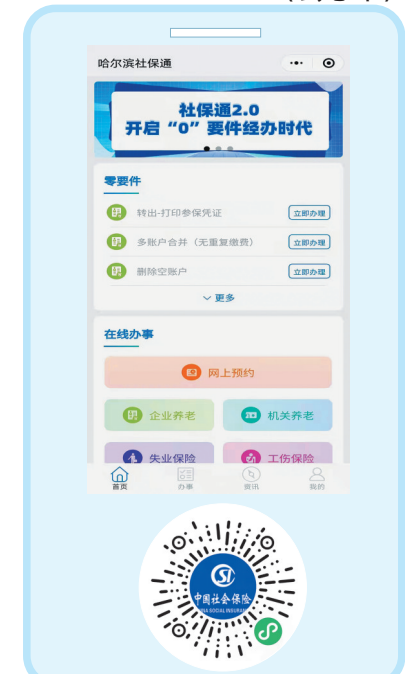 哈尔滨社保通
社保通2.0
开启“0”要件经办时代
零要件
转出-打印参保凭证 立即办理
多账户合并（无重复缴费） 立即办理
删除空账户 立即办理
更多
在线办事
网上预约
企业养老 机关养老
失业保险 工伤保险
首页 办事 资讯 我的
中国社会保险